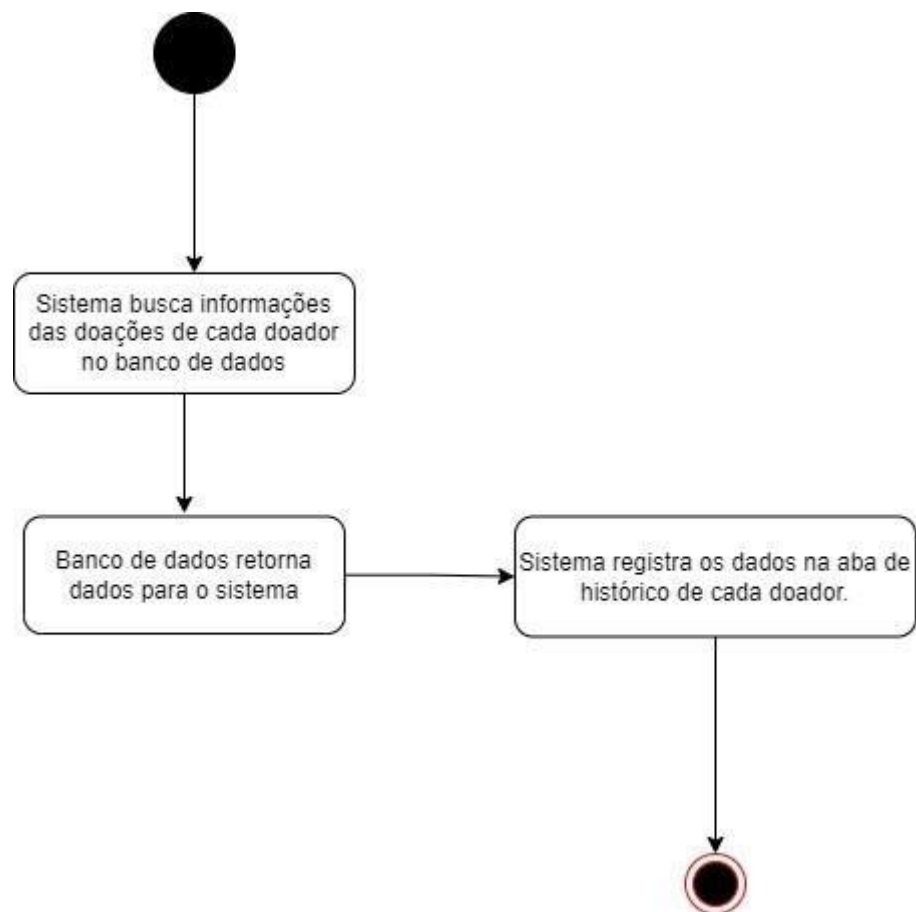 Sistema busca informações
das doações de cada doador
no banco de dados
Banco de dados retorna
dados para o sistema
Sistema registra os dados na aba de
histórico de cada doador.